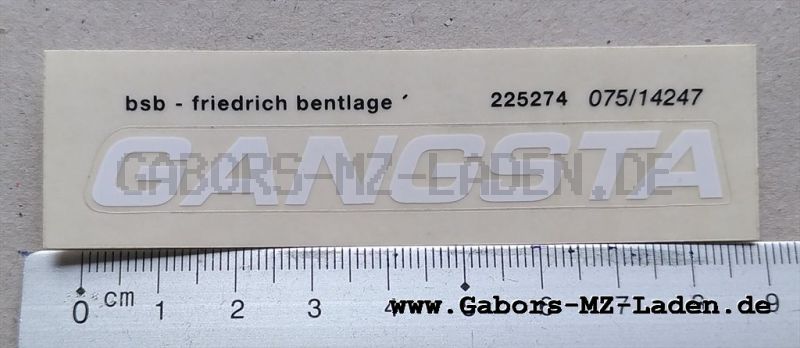 bsb - friedrich bentlage 225274 075/14247
GANGSTA
GABORS-MZ-LADEN.DE
0 cm 1 2 3 4 5 6 7 8 9
www.Gabors-MZ-Laden.de